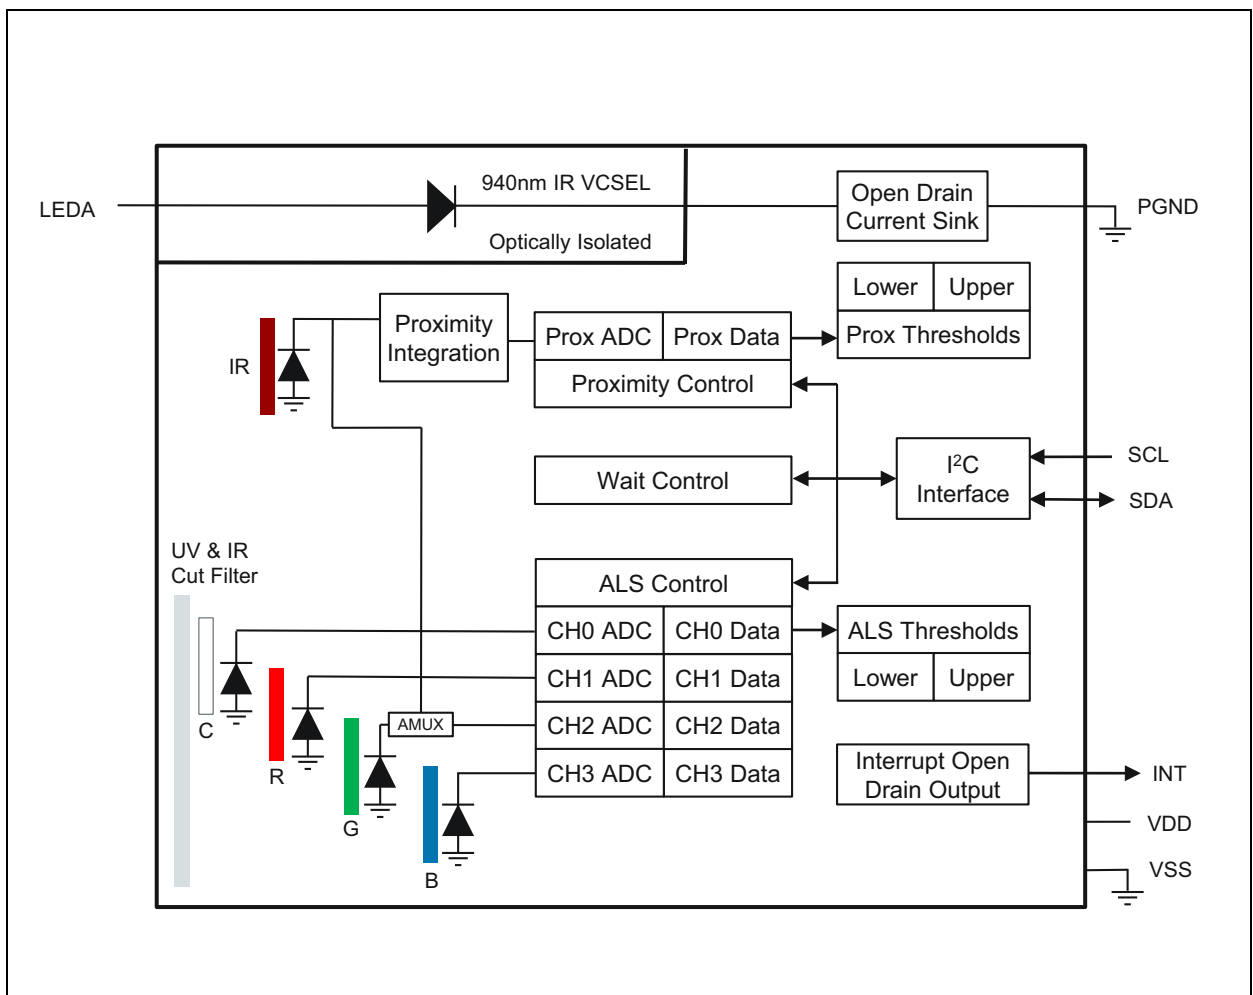 940nm IR VCSEL
Open Drain
Current Sink
LEDA
PGND
Optically Isolated
Lower
Upper
Prox Thresholds
Proximity
Integration
Prox ADC
Prox Data
Proximity Control
IR
I²C
Interface
SCL
SDA
Wait Control
UV & IR
Cut Filter
ALS Control
CH0 ADC
CH0 Data
ALS Thresholds
Lower
Upper
CH1 ADC
CH1 Data
C
AMUX
CH2 ADC
CH2 Data
R
CH3 ADC
CH3 Data
Interrupt Open
Drain Output
INT
G
VDD
B
VSS